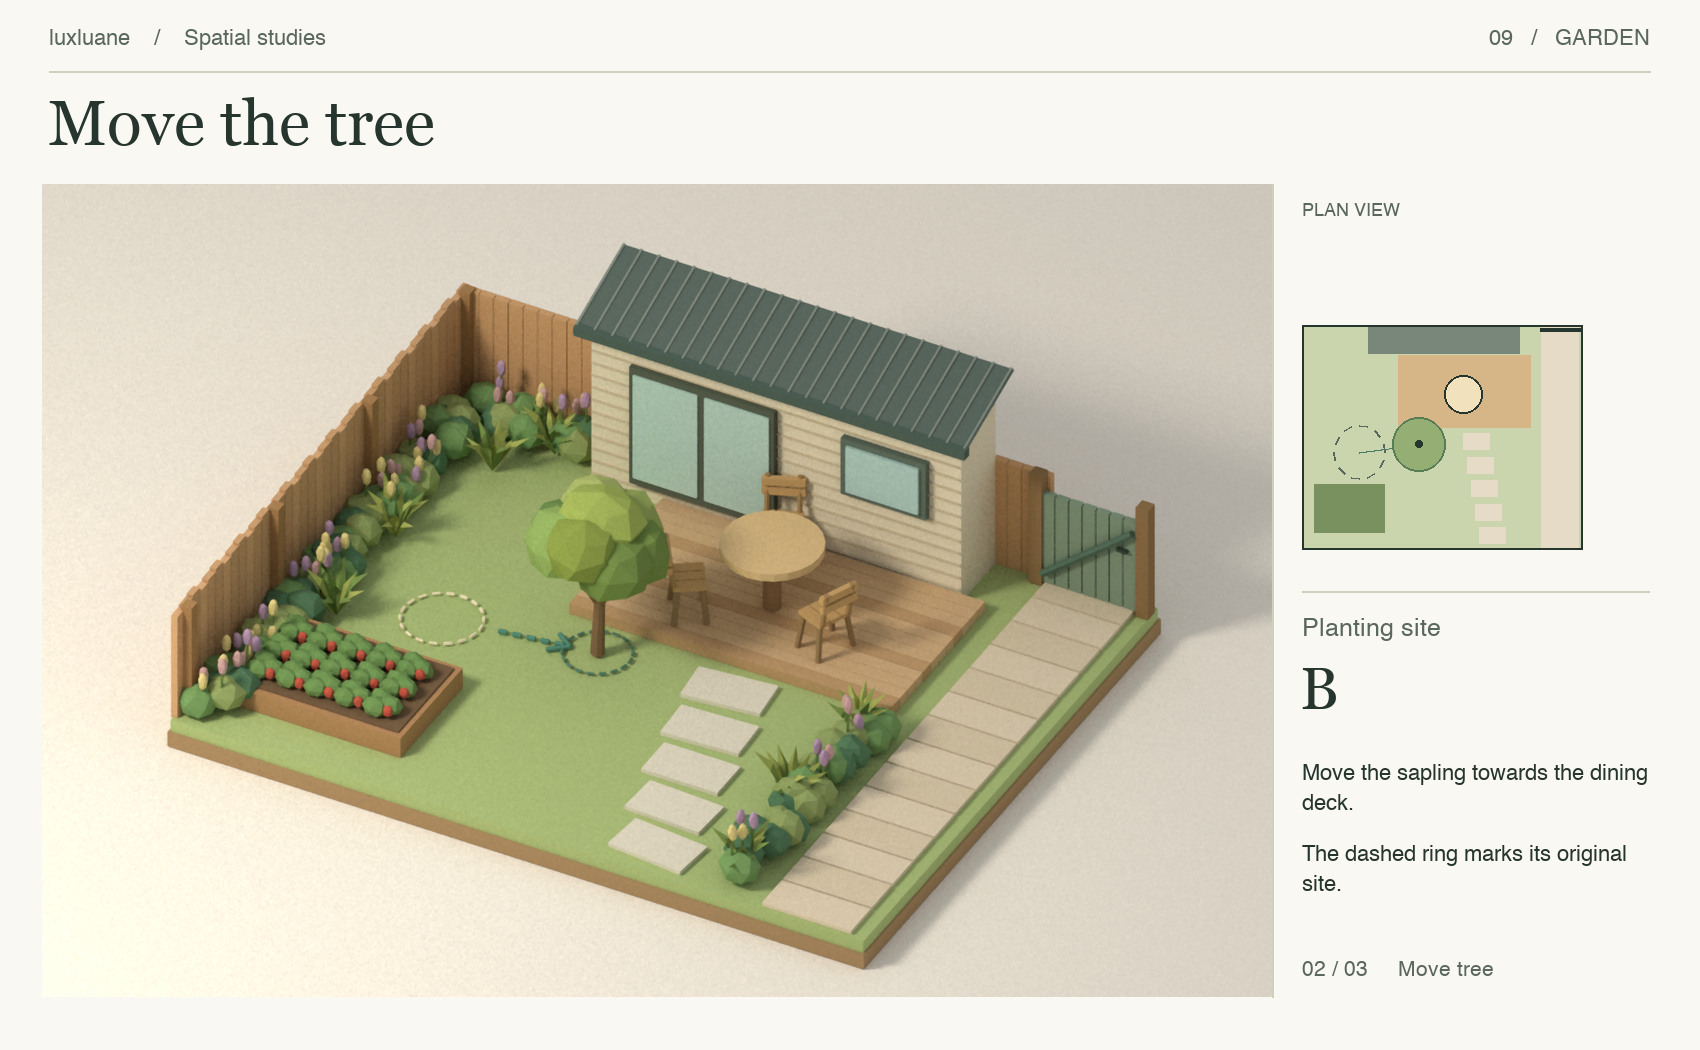 luxluane / Spatial studies
09 / GARDEN
Move the tree
PLAN VIEW
Planting site
B
Move the sapling towards the dining
deck.
The dashed ring marks its original
site.
02 / 03 Move tree